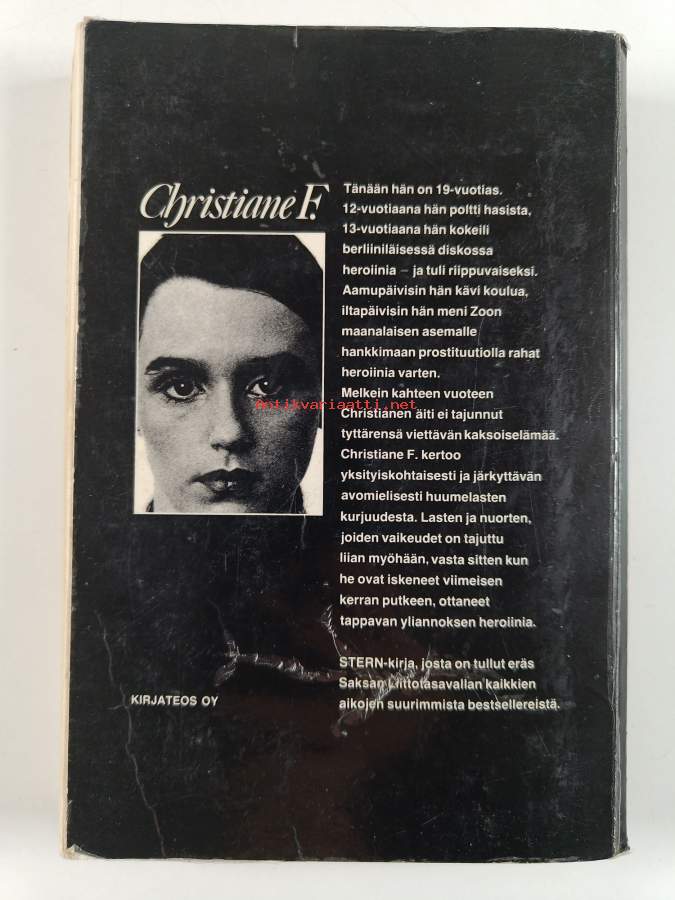 Christiane F.
Tänään hän on 19-vuotias.
12-vuotiaana hän poltti hasista,
13-vuotiaana hän kokeili
berliiniläisessä diskossa
heroiinia – ja tuli riippuvaiseksi.
Aamupäivisin hän kävi koulua,
iltapäivisin hän meni Zoon
maanalaisen asemalle
hankkimaan prostituutiolla rahat
heroiinia varten.
Melkein kahteen vuoteen
Christianen äiti ei tajunnut
tyttärensä viettävän kaksoiselämää.
Christiane F. kertoo
yksityiskohtaisesti ja järkyttävän
avomielisesti huumelasten
kurjuudesta. Lasten ja nuorten,
joiden vaikeudet on tajuttu
liian myöhään, vasta sitten kun
he ovat iskeneet viimeisen
kerran putkeen, ottaneet
tappavan yliannoksen heroiinia.
STERN-kirja, josta on tullut eräs
Saksan Liittotasavallan kaikkien
aikojen suurimmista bestsellereistä.
KIRJATEOS OY
Antikvariaatti.net